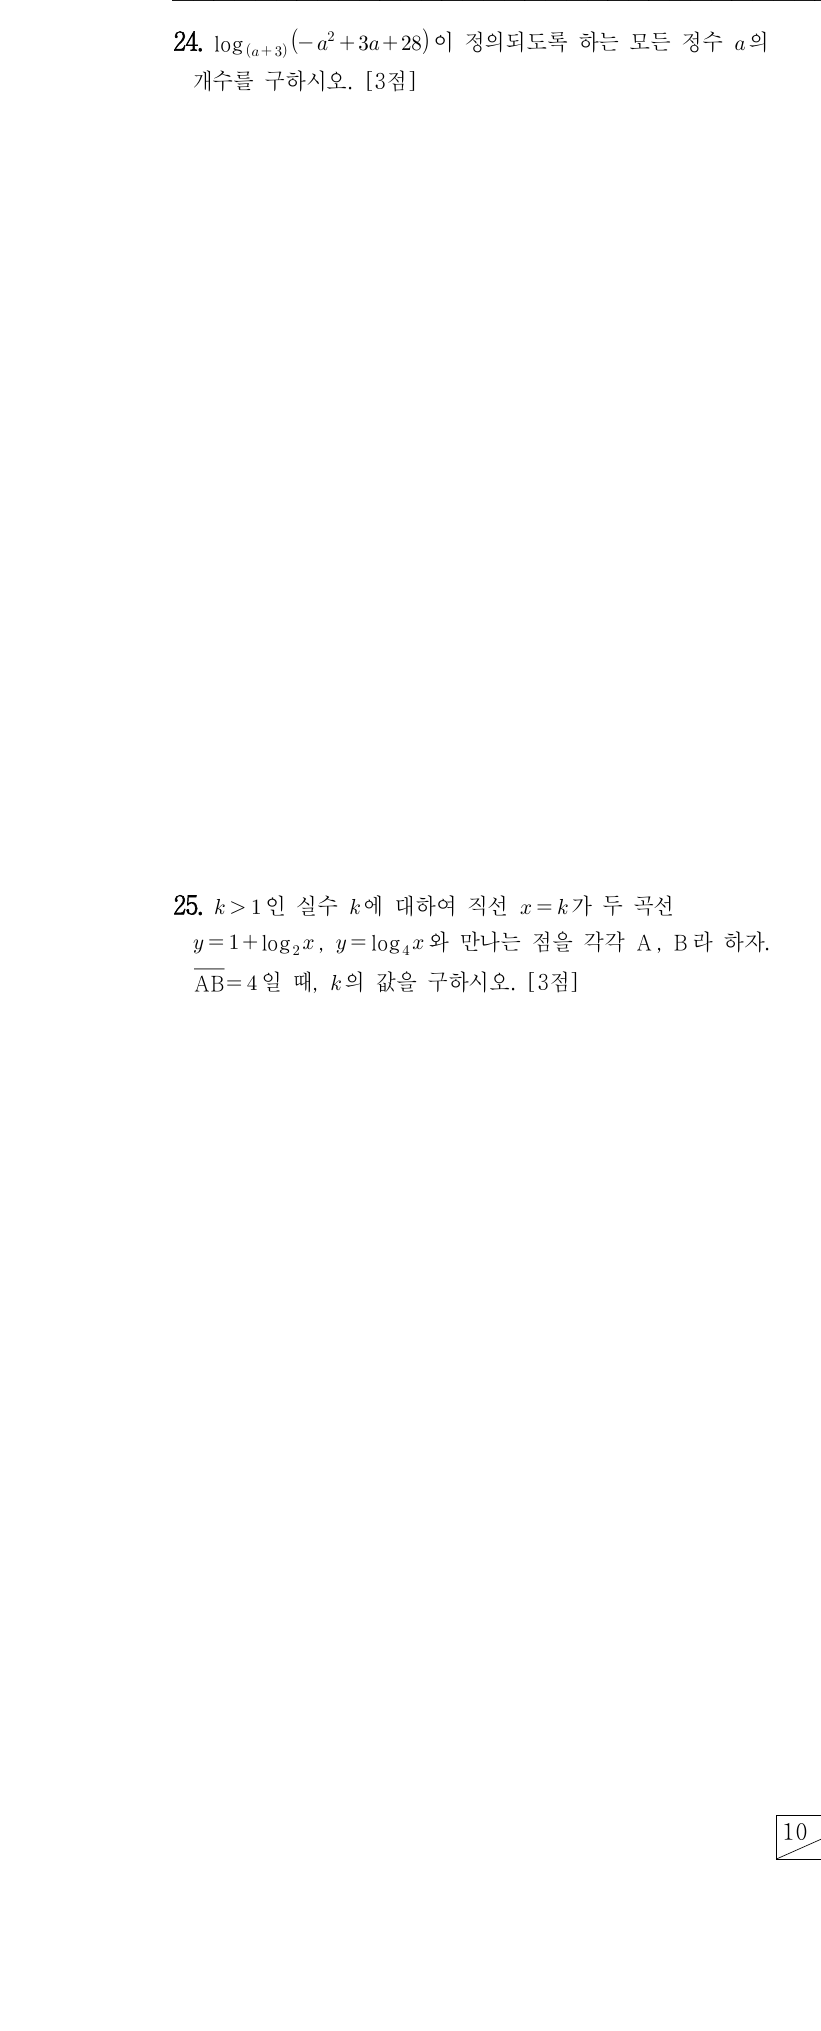 24. log₍ₐ₊₃₎(−a²+3a+28)이 정의되도록 하는 모든 정수 a의
개수를 구하시오. [3점]
25. k>1인 실수 k에 대하여 직선 x=k가 두 곡선
y=1+log₂x, y=log₄x와 만나는 점을 각각 A, B라 하자.
A͞B͞=4일 때, k의 값을 구하시오. [3점]
10